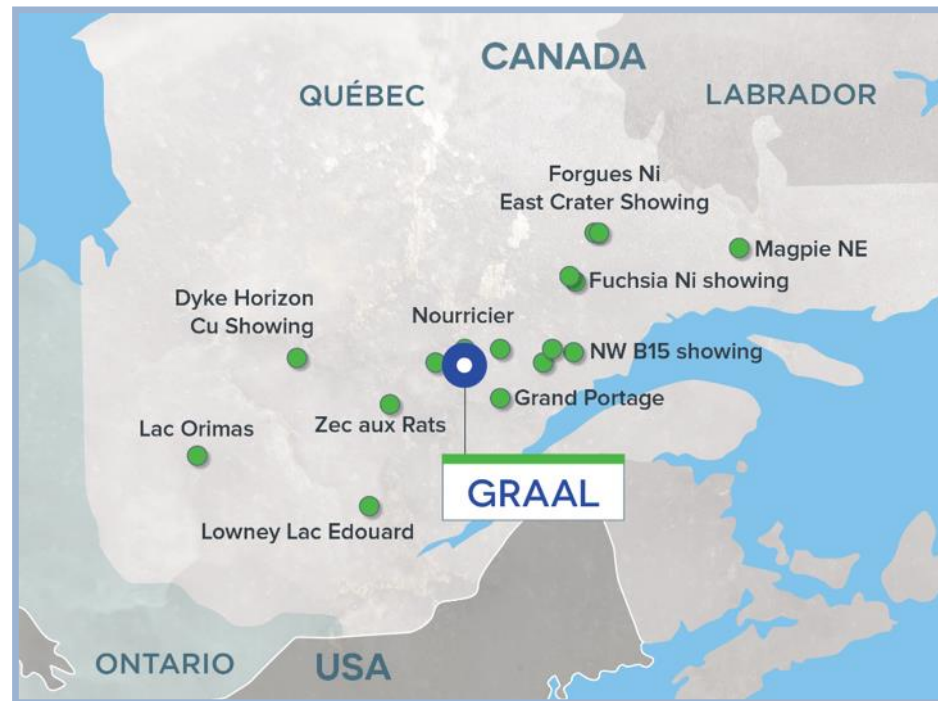 CANADA
QUÉBEC
LABRADOR
Forgues Ni
East Crater Showing
Magpie NE
Fuchsia Ni showing
Dyke Horizon
Cu Showing
Nourricier
NW B15 showing
Grand Portage
Zec aux Rats
Lac Orimas
GRAAL
Lowney Lac Edouard
ONTARIO
USA